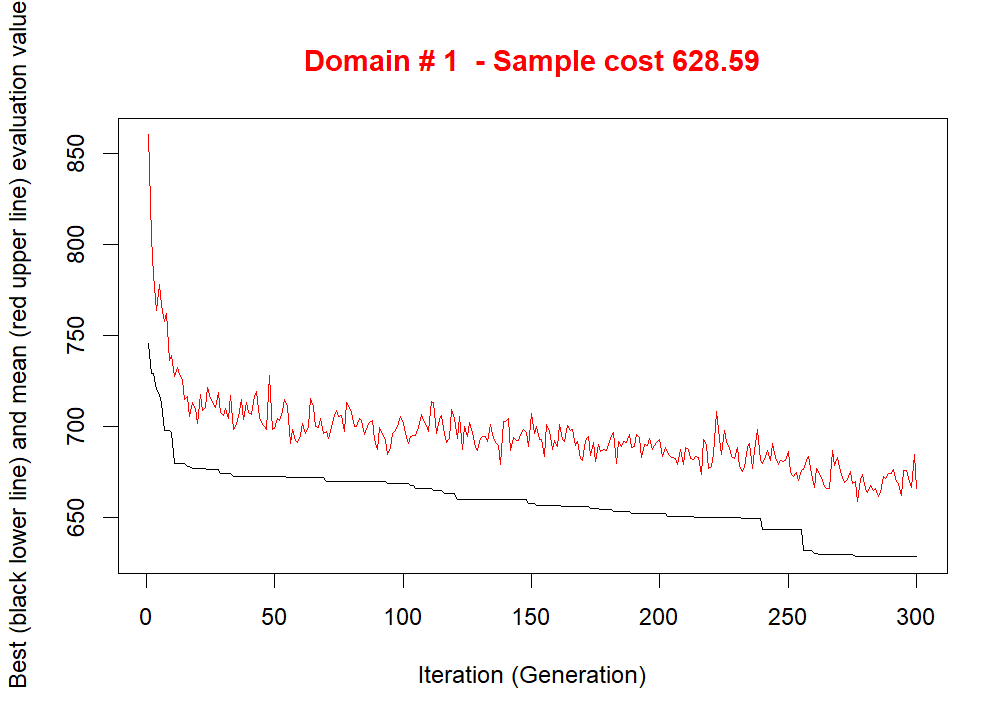 Domain # 1  - Sample cost 628.59
Best (black lower line) and mean (red upper line) evaluation value
850
800
750
700
650
0 50 100 150 200 250 300
Iteration (Generation)